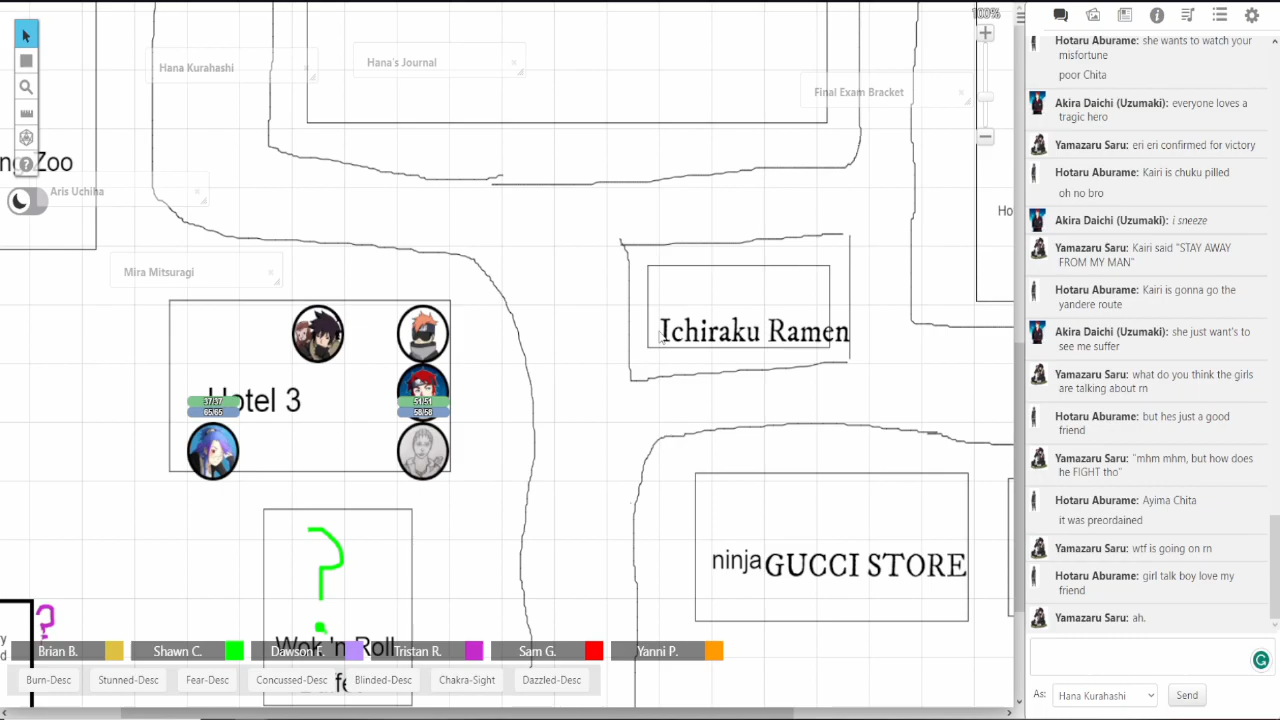 100%
Hana Kurahashi
Hana's Journal
Final Exam Bracket
Zoo
Aris Uchiha
Mira Mitsuragi
Ho
Ichiraku Ramen
37/37
65/65
Hotel 3
51/51
58/58
?
ninjaGUCCI STORE
?
Wok 'n Roll
Brian B.
Shawn C.
Dawson F.
Tristan R.
Sam G.
Yanni P.
Burn-Desc
Stunned-Desc
Fear-Desc
Concussed-Desc
Blinded-Desc
Chakra-Sight
Dazzled-Desc
Hotaru Aburame: she wants to watch your
misfortune
poor Chita
Akira Daichi (Uzumaki): everyone loves a
tragic hero
Yamazaru Saru: eri eri confirmed for victory
Hotaru Aburame: Kairi is chuku pilled
oh no bro
Akira Daichi (Uzumaki): i sneeze
Yamazaru Saru: Kairi said "STAY AWAY
FROM MY MAN"
Hotaru Aburame: Kairi is gonna go the
yandere route
Akira Daichi (Uzumaki): she just want's to
see me suffer
Yamazaru Saru: what do you think the girls
are talking about rn
Hotaru Aburame: but hes just a good
friend
Yamazaru Saru: "mhm mhm, but how does
he FIGHT tho"
Hotaru Aburame: Ayima Chita
it was preordained
Yamazaru Saru: wtf is going on rn
Hotaru Aburame: girl talk boy love my
friend
Yamazaru Saru: ah.
As:
Hana Kurahashi
Send